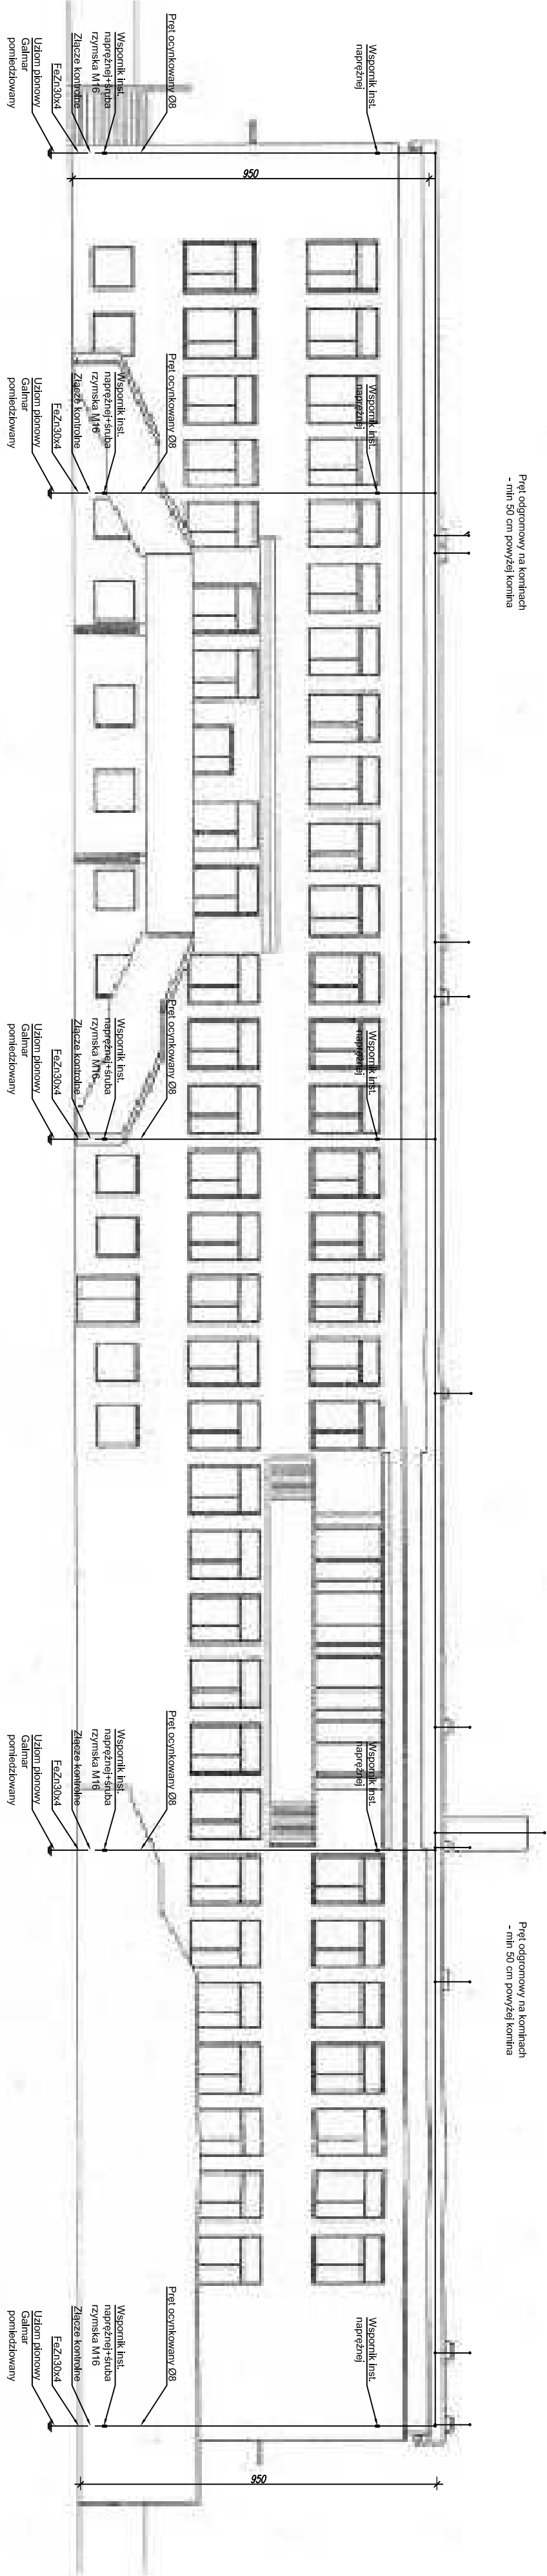 Pręt odgromowy na kominach
- min 50 cm powyżej komina
Pręt odgromowy na kominach
- min 50 cm powyżej komina
Wspornik inst.
naprężnej
950
Pręt ocynkowany Ø8
Wspornik inst.
naprężnej+śruba
rzymska M16
Złącze kontrolne
FeZn30x4
Uziom pionowy
Galmar
pomiedziowany
Wspornik inst.
naprężnej
Pręt ocynkowany Ø8
Wspornik inst.
naprężnej+śruba
rzymska M16
Złącze kontrolne
FeZn30x4
Uziom pionowy
Galmar
pomiedziowany
Wspornik inst.
naprężnej
Pręt ocynkowany Ø8
Wspornik inst.
naprężnej+śruba
rzymska M16
Złącze kontrolne
FeZn30x4
Uziom pionowy
Galmar
pomiedziowany
Wspornik inst.
naprężnej
Pręt ocynkowany Ø8
Wspornik inst.
naprężnej+śruba
rzymska M16
Złącze kontrolne
FeZn30x4
Uziom pionowy
Galmar
pomiedziowany
Wspornik inst.
naprężnej
Pręt ocynkowany Ø8
Wspornik inst.
naprężnej+śruba
rzymska M16
Złącze kontrolne
FeZn30x4
Uziom pionowy
Galmar
pomiedziowany
950